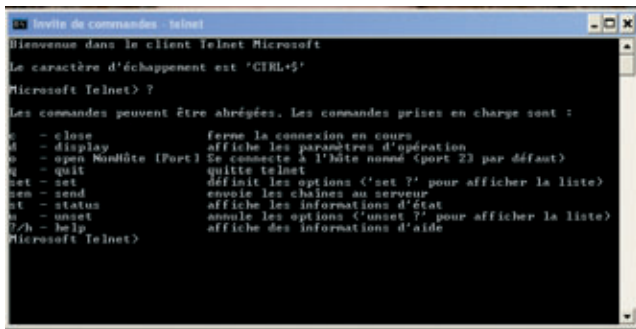 Invite de commandes - telnet
Bienvenue dans le client Telnet Microsoft
Le caractère d'échappement est 'CTRL+$'
Microsoft Telnet> ?
Les commandes peuvent être abrégées. Les commandes prises en charge sont :
c - close ferme la connexion en cours
d - display affiche les paramètres d'opération
o - open NomHôte [Port] Se connecte à l'hôte nommé (port 23 par défaut)
q - quit quitte telnet
set - set définit les options ('set ?' pour afficher la liste)
sen - send envoie les chaînes au serveur
st - status affiche les informations d'état
u - unset annule les options ('unset ?' pour afficher la liste)
?/h - help affiche des informations d'aide
Microsoft Telnet>